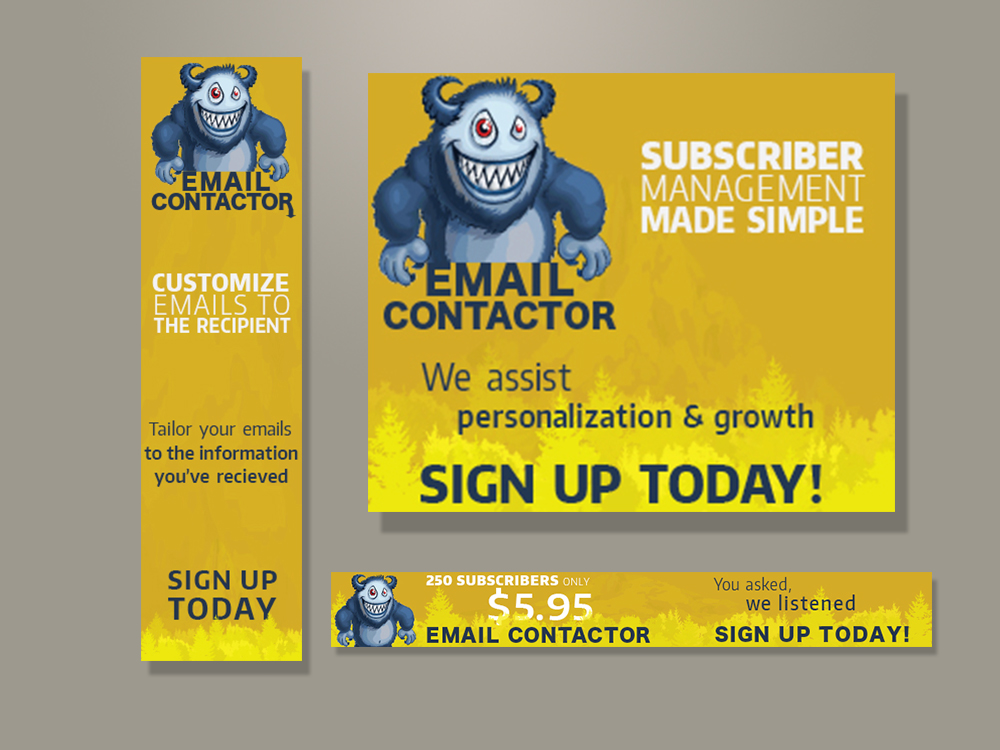 EMAIL
CONTACTOR
CUSTOMIZE
EMAILS TO
THE RECIPIENT
Tailor your emails
to the information
you've recieved
SIGN UP
TODAY
EMAIL
CONTACTOR
SUBSCRIBER
MANAGEMENT
MADE SIMPLE
We assist
personalization & growth
SIGN UP TODAY!
250 SUBSCRIBERS ONLY
$5.95
EMAIL CONTACTOR
You asked,
we listened
SIGN UP TODAY!